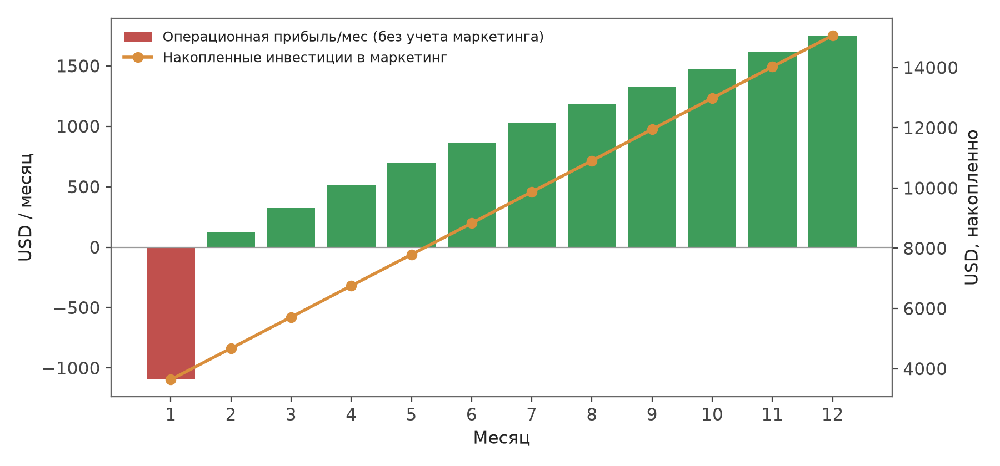 Операционная прибыль/мес (без учета маркетинга)
Накопленные инвестиции в маркетинг
USD / месяц
1500
1000
500
0
−500
−1000
14000
12000
10000
8000
6000
4000
USD, накопленно
1 2 3 4 5 6 7 8 9 10 11 12
Месяц